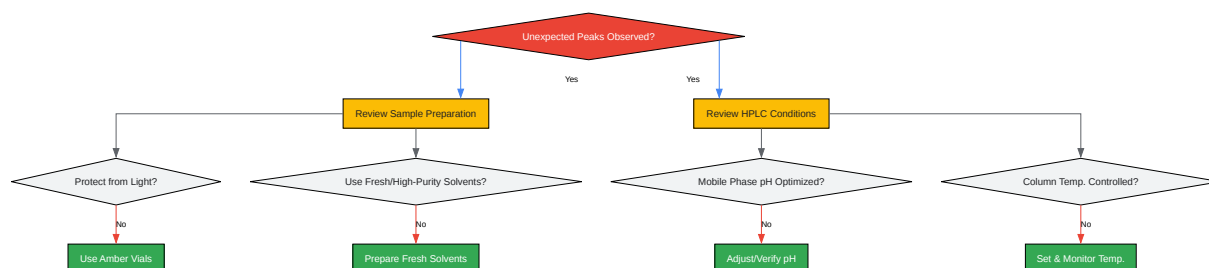 Unexpected Peaks Observed?
Yes
Yes
Review Sample Preparation
Review HPLC Conditions
Protect from Light?
Use Fresh/High-Purity Solvents?
Mobile Phase pH Optimized?
Column Temp. Controlled?
No
No
No
No
Use Amber Vials
Prepare Fresh Solvents
Adjust/Verify pH
Set & Monitor Temp.